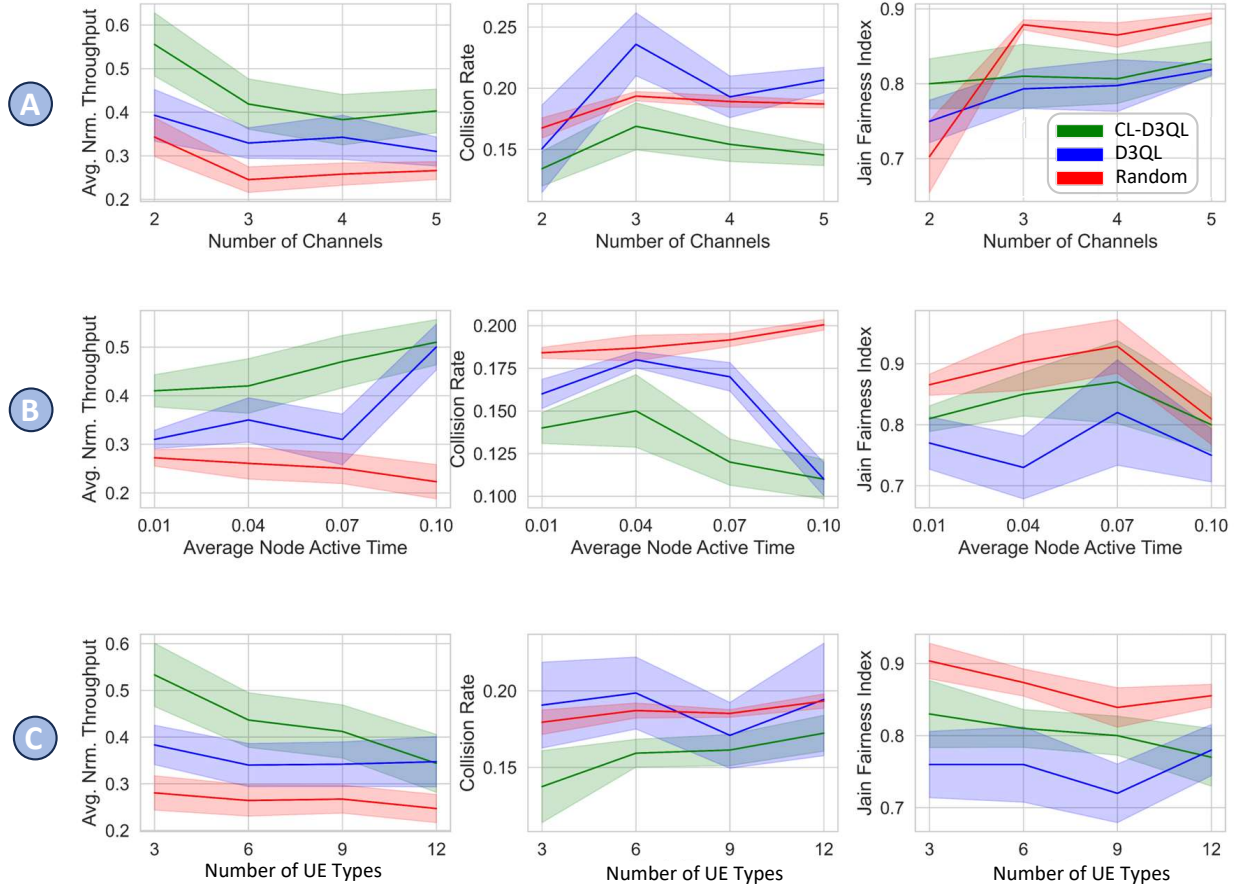 A
Avg. Nrm. Throughput
0.6
0.5
0.4
0.3
0.2
2 3 4 5
Number of Channels
Collision Rate
0.25
0.20
0.15
2 3 4 5
Number of Channels
Jain Fairness Index
0.9
0.8
0.7
2 3 4 5
Number of Channels
CL-D3QL
D3QL
Random
B
Avg. Nrm. Throughput
0.5
0.4
0.3
0.2
0.01 0.04 0.07 0.10
Average Node Active Time
Collision Rate
0.200
0.175
0.150
0.125
0.100
0.01 0.04 0.07 0.10
Average Node Active Time
Jain Fairness Index
0.9
0.8
0.7
0.01 0.04 0.07 0.10
Average Node Active Time
C
Avg. Nrm. Throughput
0.6
0.5
0.4
0.3
0.2
3 6 9 12
Number of UE Types
Collision Rate
0.20
0.15
3 6 9 12
Number of UE Types
Jain Fairness Index
0.9
0.8
0.7
3 6 9 12
Number of UE Types